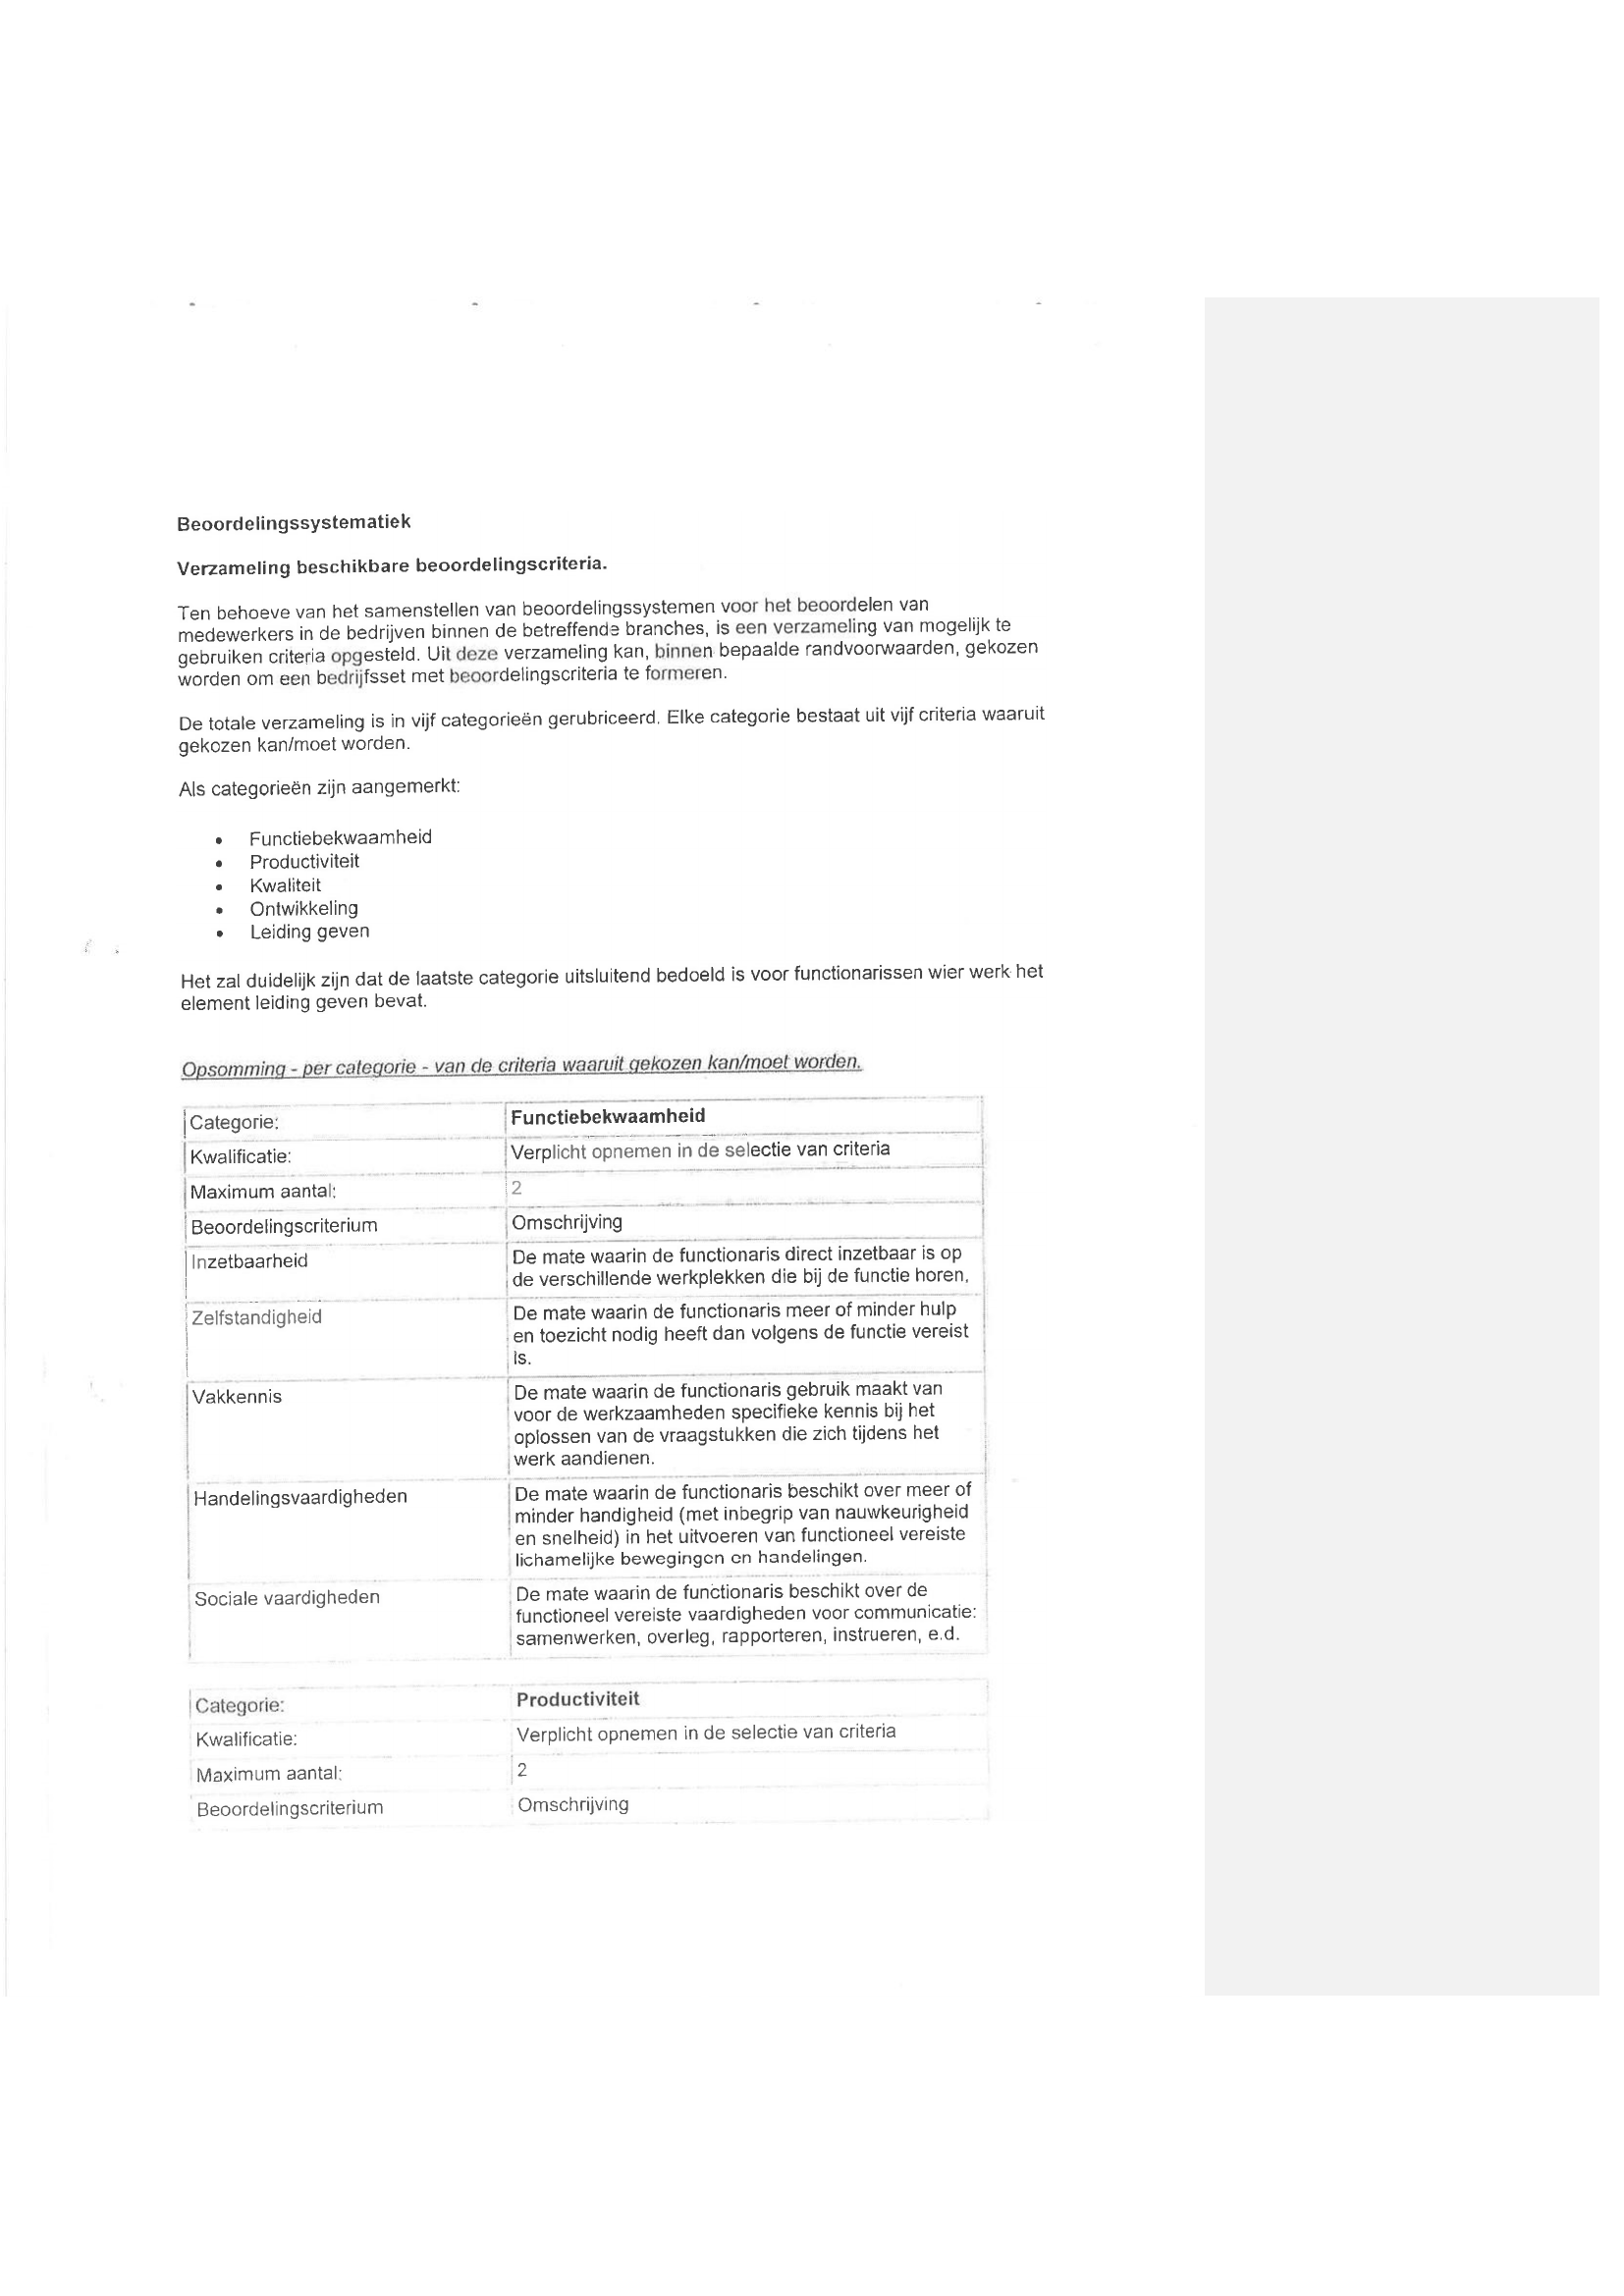 Beoordelingssystematiek
Verzameling beschikbare beoordelingscriteria.
Ten behoeve van het samenstellen van beoordelingssystemen voor het beoordelen van
medewerkers in de bedrijven binnen de betreffende branches, is een verzameling van mogelijk te
gebruiken criteria opgesteld. Uit deze verzameling kan, binnen bepaalde randvoorwaarden, gekozen
worden om een bedrijfsset met beoordelingscriteria te formeren.
De totale verzameling is in vijf categorieën gerubriceerd. Elke categorie bestaat uit vijf criteria waaruit
gekozen kan/moet worden.
Als categorieën zijn aangemerkt:
• Functiebekwaamheid
• Productiviteit
• Kwaliteit
• Ontwikkeling
• Leiding geven
Het zal duidelijk zijn dat de laatste categorie uitsluitend bedoeld is voor functionarissen wier werk het
element leiding geven bevat.
Opsomming - per categorie - van de criteria waaruit gekozen kan/moet worden.
Categorie: Functiebekwaamheid
Kwalificatie: Verplicht opnemen in de selectie van criteria
Maximum aantal: 2
Beoordelingscriterium Omschrijving
Inzetbaarheid De mate waarin de functionaris direct inzetbaar is op
de verschillende werkplekken die bij de functie horen.
Zelfstandigheid De mate waarin de functionaris meer of minder hulp
en toezicht nodig heeft dan volgens de functie vereist
is.
Vakkennis De mate waarin de functionaris gebruik maakt van
voor de werkzaamheden specifieke kennis bij het
oplossen van de vraagstukken die zich tijdens het
werk aandienen.
Handelingsvaardigheden De mate waarin de functionaris beschikt over meer of
minder handigheid (met inbegrip van nauwkeurigheid
en snelheid) in het uitvoeren van functioneel vereiste
lichamelijke bewegingen en handelingen.
Sociale vaardigheden De mate waarin de functionaris beschikt over de
functioneel vereiste vaardigheden voor communicatie:
samenwerken, overleg, rapporteren, instrueren, e.d.
Categorie: Productiviteit
Kwalificatie: Verplicht opnemen in de selectie van criteria
Maximum aantal: 2
Beoordelingscriterium Omschrijving